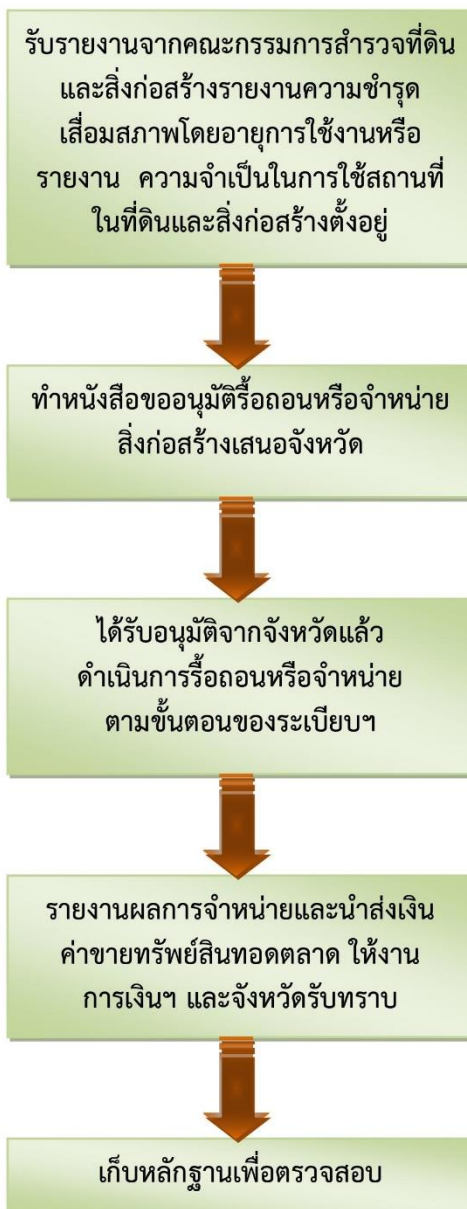 รับรายงานจากคณะกรรมการสำรวจที่ดิน
และสิ่งก่อสร้างรายงานความชำรุด
เสื่อมสภาพโดยอายุการใช้งานหรือ
รายงาน ความจำเป็นในการใช้สถานที่
ในที่ดินและสิ่งก่อสร้างตั้งอยู่
ทำหนังสือขออนุมัติรื้อถอนหรือจำหน่าย
สิ่งก่อสร้างเสนอจังหวัด
ได้รับอนุมัติจากจังหวัดแล้ว
ดำเนินการรื้อถอนหรือจำหน่าย
ตามขั้นตอนของระเบียบฯ
รายงานผลการจำหน่ายและนำส่งเงิน
ค่าขายทรัพย์สินทอดตลาด ให้งาน
การเงินฯ และจังหวัดรับทราบ
เก็บหลักฐานเพื่อตรวจสอบ